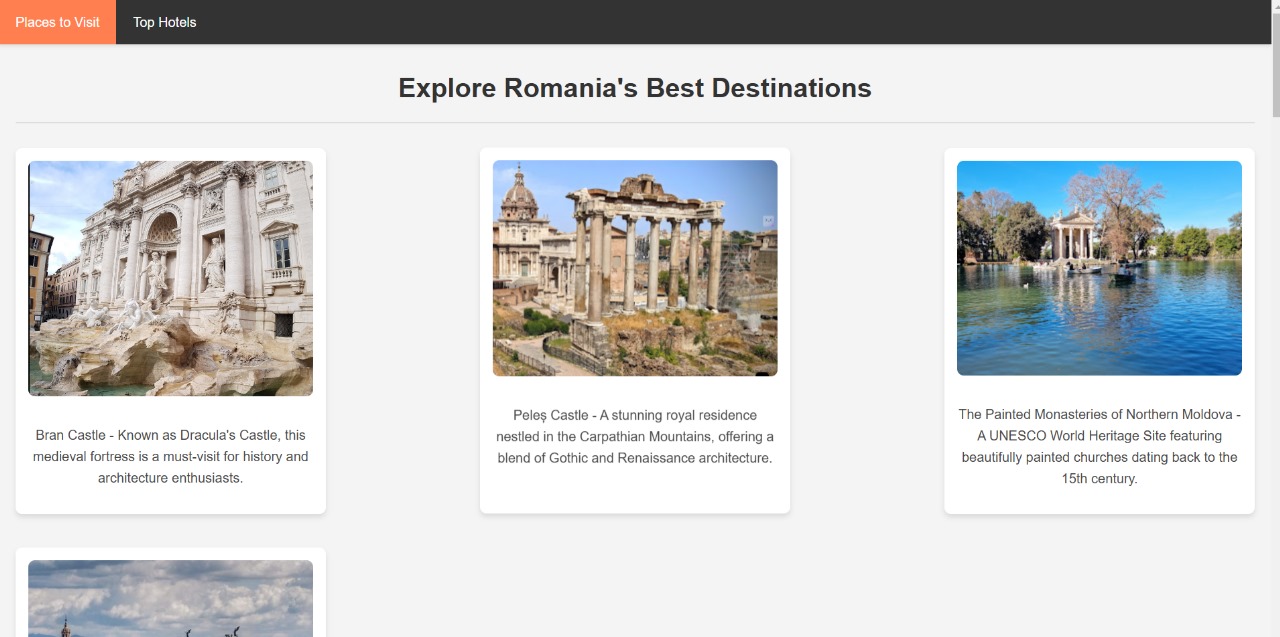 Places to Visit
Top Hotels
Explore Romania's Best Destinations
Bran Castle - Known as Dracula's Castle, this
medieval fortress is a must-visit for history and
architecture enthusiasts.
Peleș Castle - A stunning royal residence
nestled in the Carpathian Mountains, offering a
blend of Gothic and Renaissance architecture.
The Painted Monasteries of Northern Moldova -
A UNESCO World Heritage Site featuring
beautifully painted churches dating back to the
15th century.